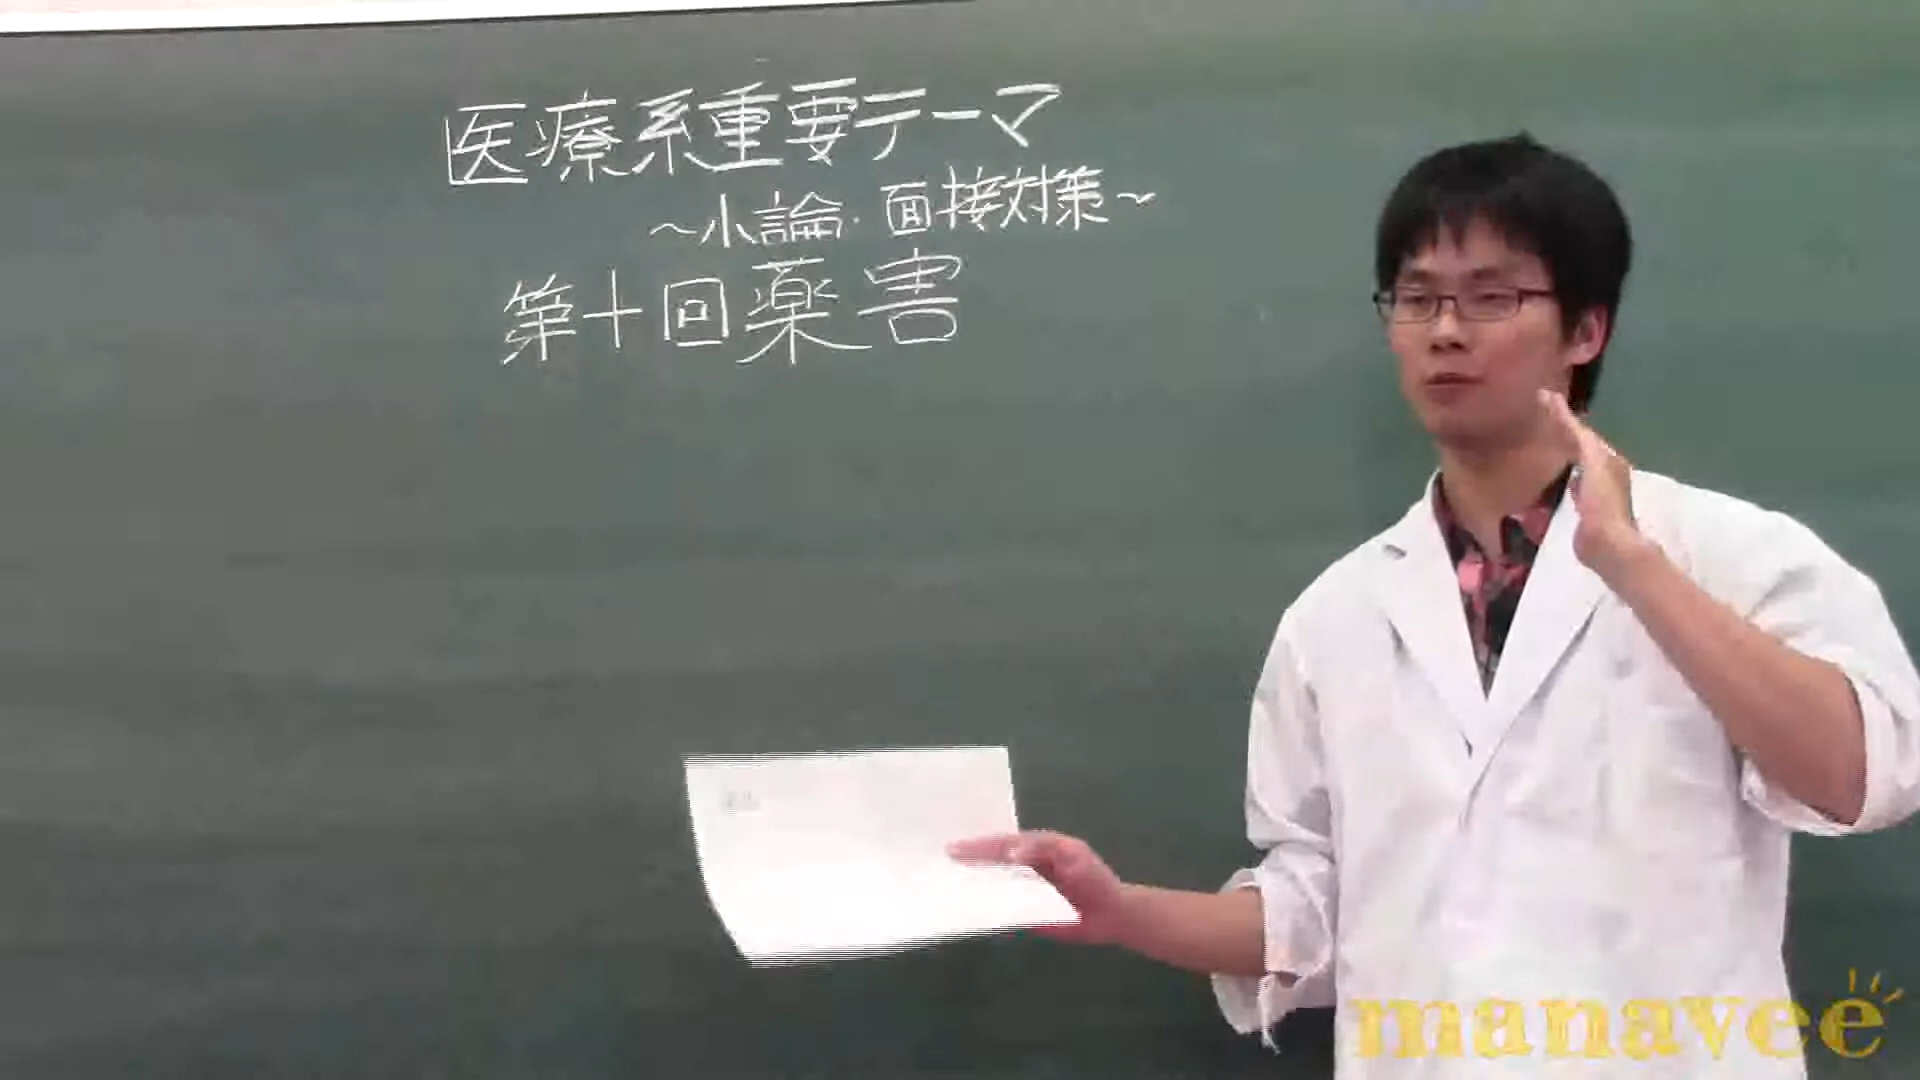 医療系重要テーマ
~小論·面接対策~
第十回薬害
manavee